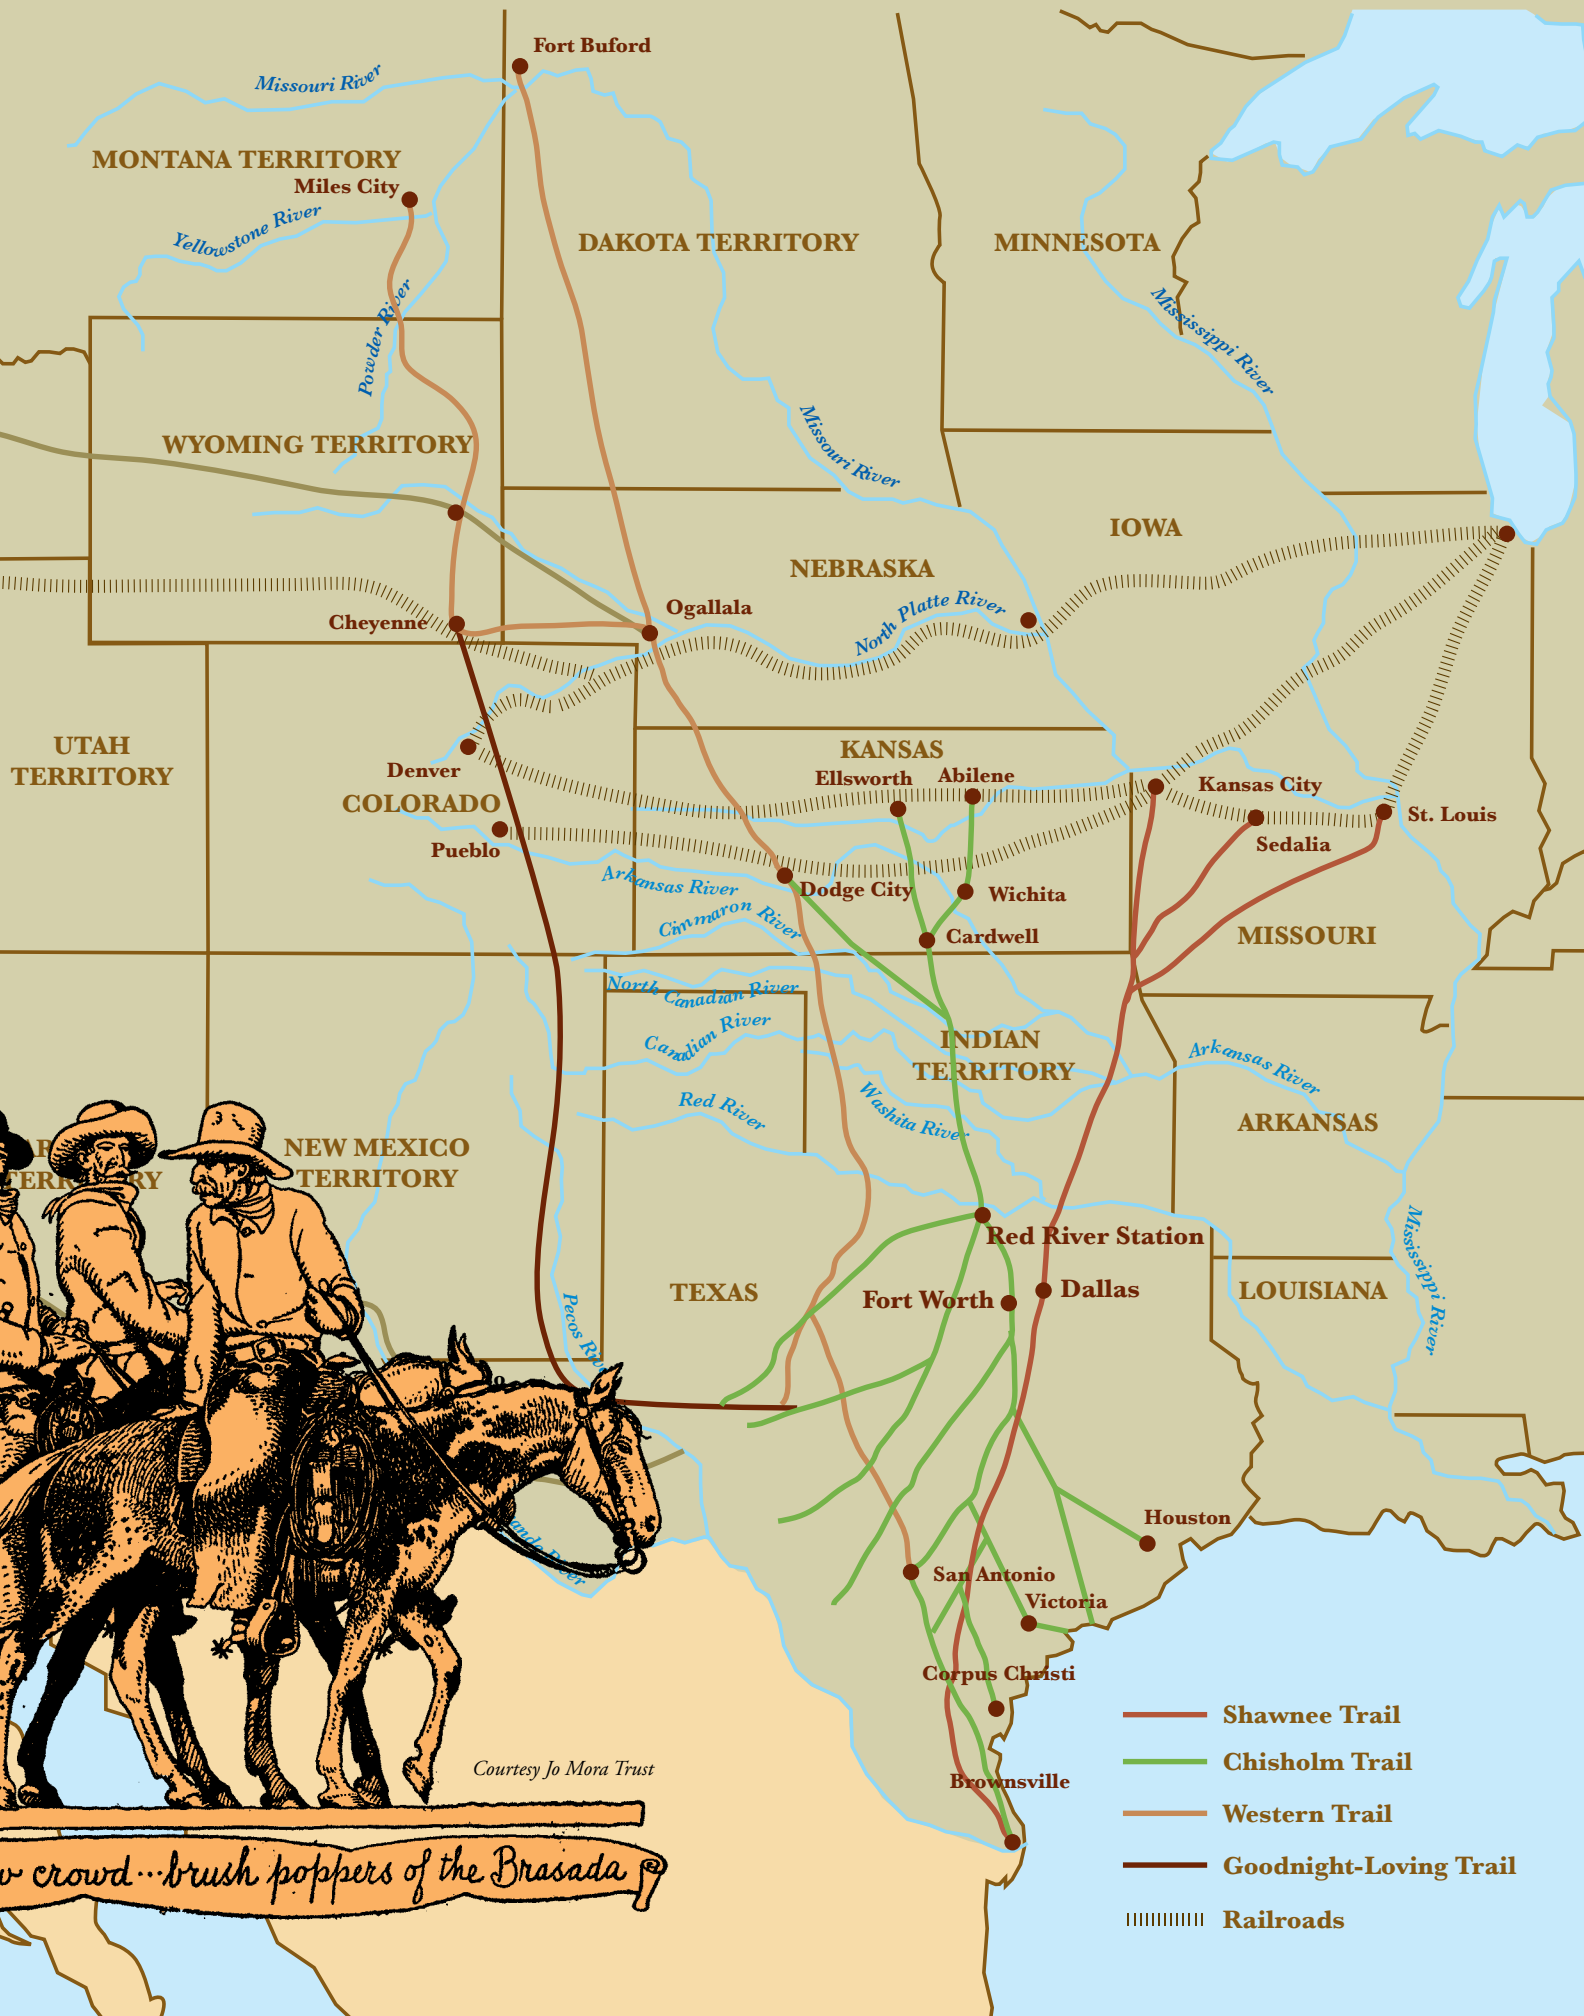 Fort Buford
Missouri River
MONTANA TERRITORY
Miles City
Yellowstone River
DAKOTA TERRITORY
MINNESOTA
Powder River
Mississippi River
Missouri River
WYOMING TERRITORY
IOWA
NEBRASKA
Cheyenne
Ogallala
North Platte River
UTAH
TERRITORY
Denver
COLORADO
Pueblo
KANSAS
Ellsworth
Abilene
Kansas City
St. Louis
Sedalia
Arkansas River
Dodge City
Wichita
Cimmaron River
Cardwell
MISSOURI
North Canadian River
Canadian River
INDIAN
TERRITORY
Arkansas River
Red River
Washita River
ARKANSAS
NEW MEXICO
TERRITORY
Mississippi River
Red River Station
TEXAS
Fort Worth
Dallas
LOUISIANA
Pecos Riv
Houston
San Antonio
Victoria
Corpus Christi
Brownsville
Courtesy Jo Mora Trust
crowd...brush poppers of the Brasada
Shawnee Trail
Chisholm Trail
Western Trail
Goodnight-Loving Trail
Railroads